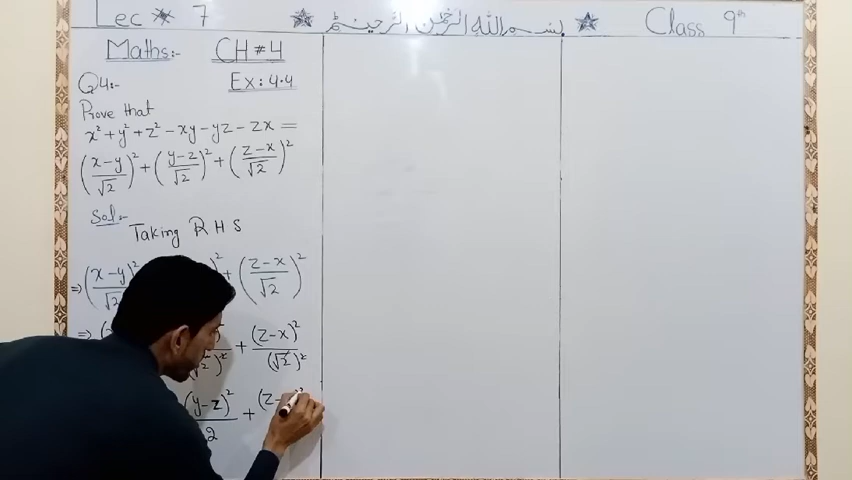 Lec # 7 ★ بسم الله الرحمن الرحيم ★ Class 9th
Maths:- CH # 4
Q4:- Ex: 4.4
Prove that
x² + y² + z² - xy - yz - zx =
((x-y)/√2)² + ((y-z)/√2)² + ((z-x)/√2)²
Sol:-
Taking R H S
⇒ ((x-y)/√2)² + ((z-x)/√2)²
⇒ + (z-x)²/(√2)²
(y-z)²/2 + (z-